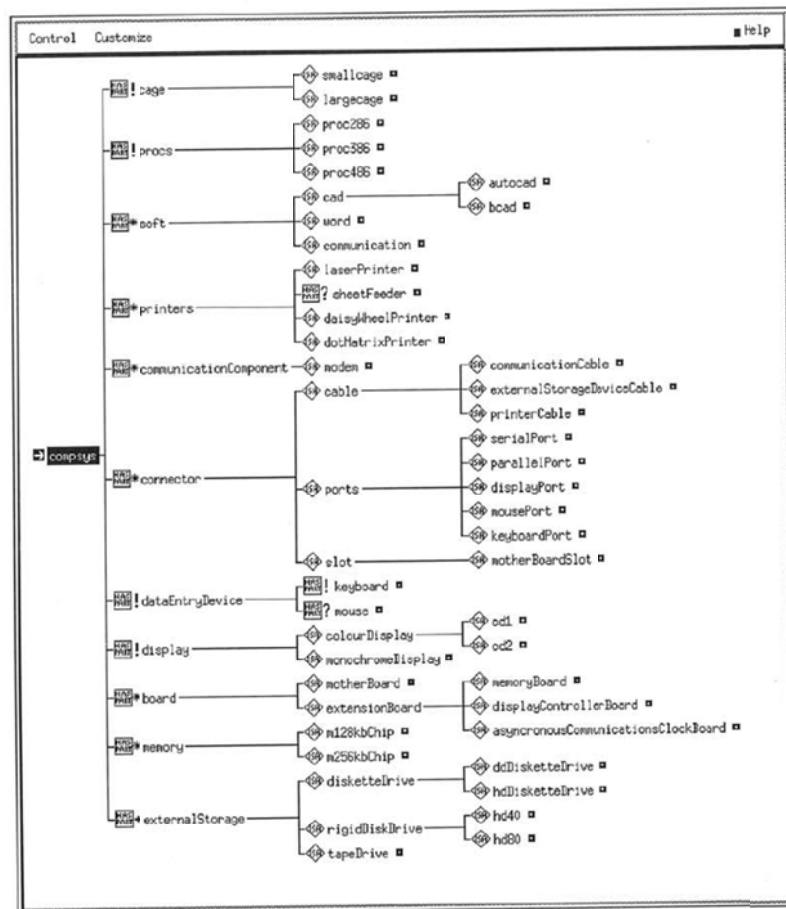 Control Customize Help
! cage
smallcage
largecage
! procs
proc286
proc386
proc486
* soft
cad
autocad
bcad
word
communication
* printers
laserPrinter
? sheetFeeder
daisyWheelPrinter
dotMatrixPrinter
* communicationComponent
modem
compsys
* connector
cable
communicationCable
externalStorageDeviceCable
printerCable
ports
serialPort
parallelPort
displayPort
mousePort
keyboardPort
slot
motherBoardSlot
! dataEntryDevice
! keyboard
? mouse
! display
colourDisplay
cd1
cd2
monochromeDisplay
* board
motherBoard
extensionBoard
memoryBoard
displayControllerBoard
asyncronousCommunicationsClockBoard
* memory
m128kbChip
m256kbChip
externalStorage
disketteDrive
ddDisketteDrive
hdDisketteDrive
rigidDiskDrive
hd40
hd80
tapeDrive